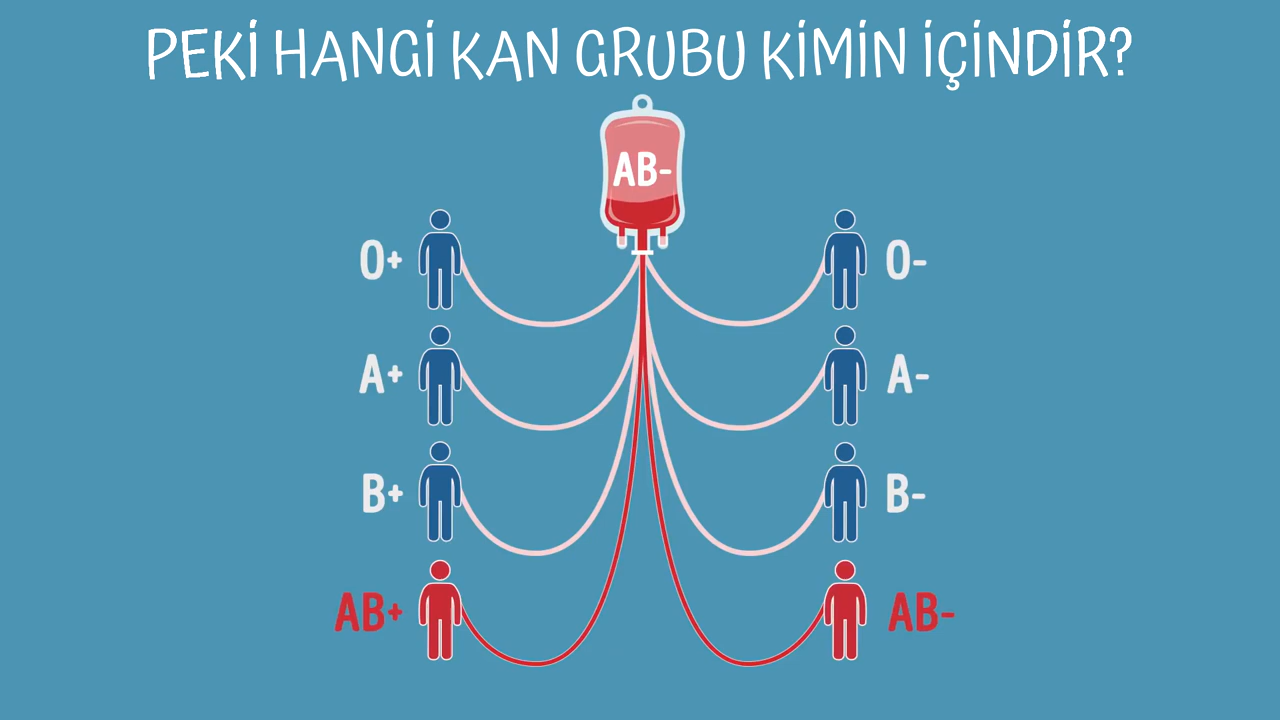 PEKİ HANGİ KAN GRUBU KİMİN İÇİNDİR?
AB-
O+
O-
A+
A-
B+
B-
AB+
AB-